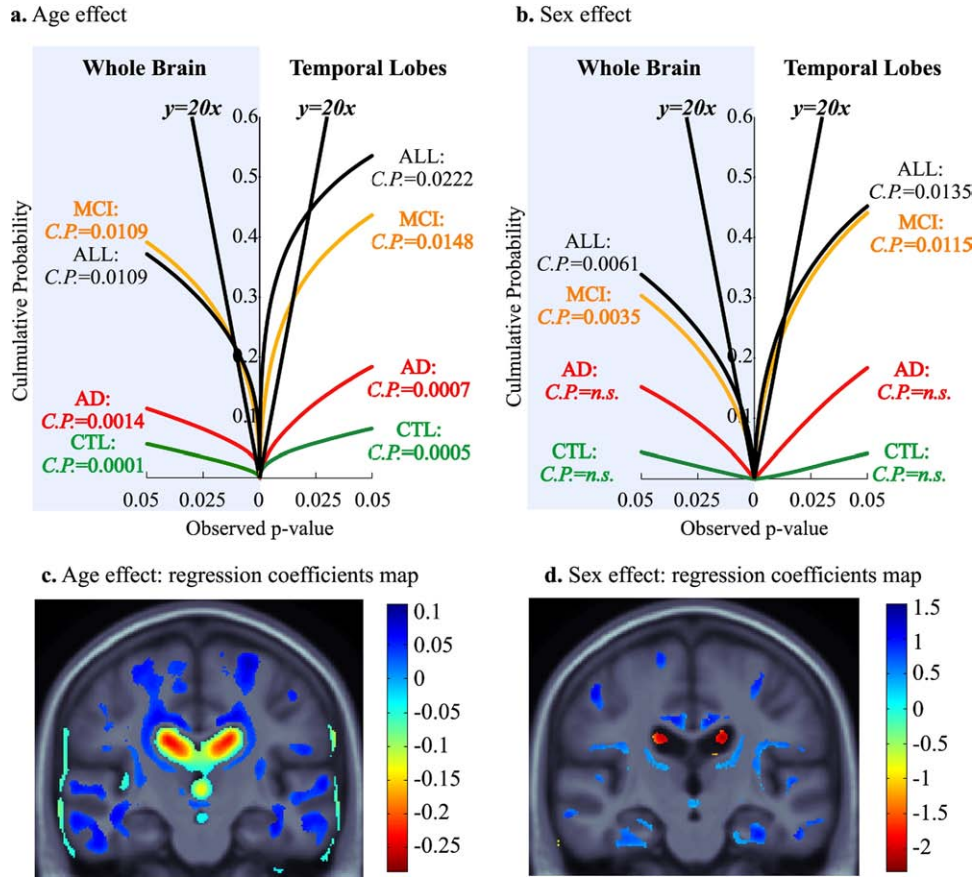 a. Age effect
Whole Brain
Temporal Lobes
y=20x
y=20x
0.6
0.5
0.4
0.3
0.2
0.1
ALL:
C.P.=0.0222
MCI:
C.P.=0.0109
MCI:
C.P.=0.0148
ALL:
C.P.=0.0109
AD:
C.P.=0.0014
AD:
C.P.=0.0007
CTL:
C.P.=0.0001
CTL:
C.P.=0.0005
Culmulative Probability
0.05 0.025 0 0.025 0.05
Observed p-value
b. Sex effect
Whole Brain
Temporal Lobes
y=20x
y=20x
0.6
0.5
0.4
0.3
0.2
0.1
ALL:
C.P.=0.0135
ALL:
C.P.=0.0061
MCI:
C.P.=0.0115
MCI:
C.P.=0.0035
AD:
C.P.=n.s.
AD:
C.P.=n.s.
CTL:
C.P.=n.s.
CTL:
C.P.=n.s.
Culmulative Probability
0.05 0.025 0 0.025 0.05
Observed p-value
c. Age effect: regression coefficients map
0.1
0.05
0
-0.05
-0.1
-0.15
-0.2
-0.25
d. Sex effect: regression coefficients map
1.5
1
0.5
0
-0.5
-1
-1.5
-2